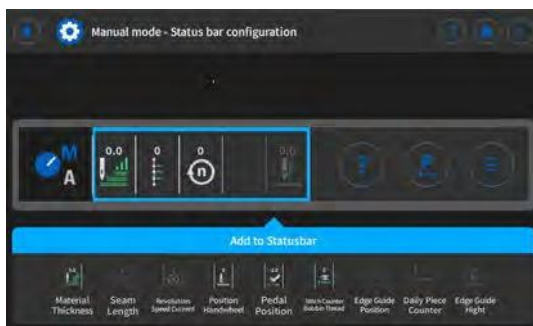 Manual mode - Status bar configuration
M
A
0.0
0
0
0.0
n
Add to Statusbar
Material Thickness
Seam Length
Revolution Speed Current
Position Handwheel
Pedal Position
Stitch Counter Bobbin Thread
Edge Guide Position
Daily Piece Counter
Edge Guide Hight